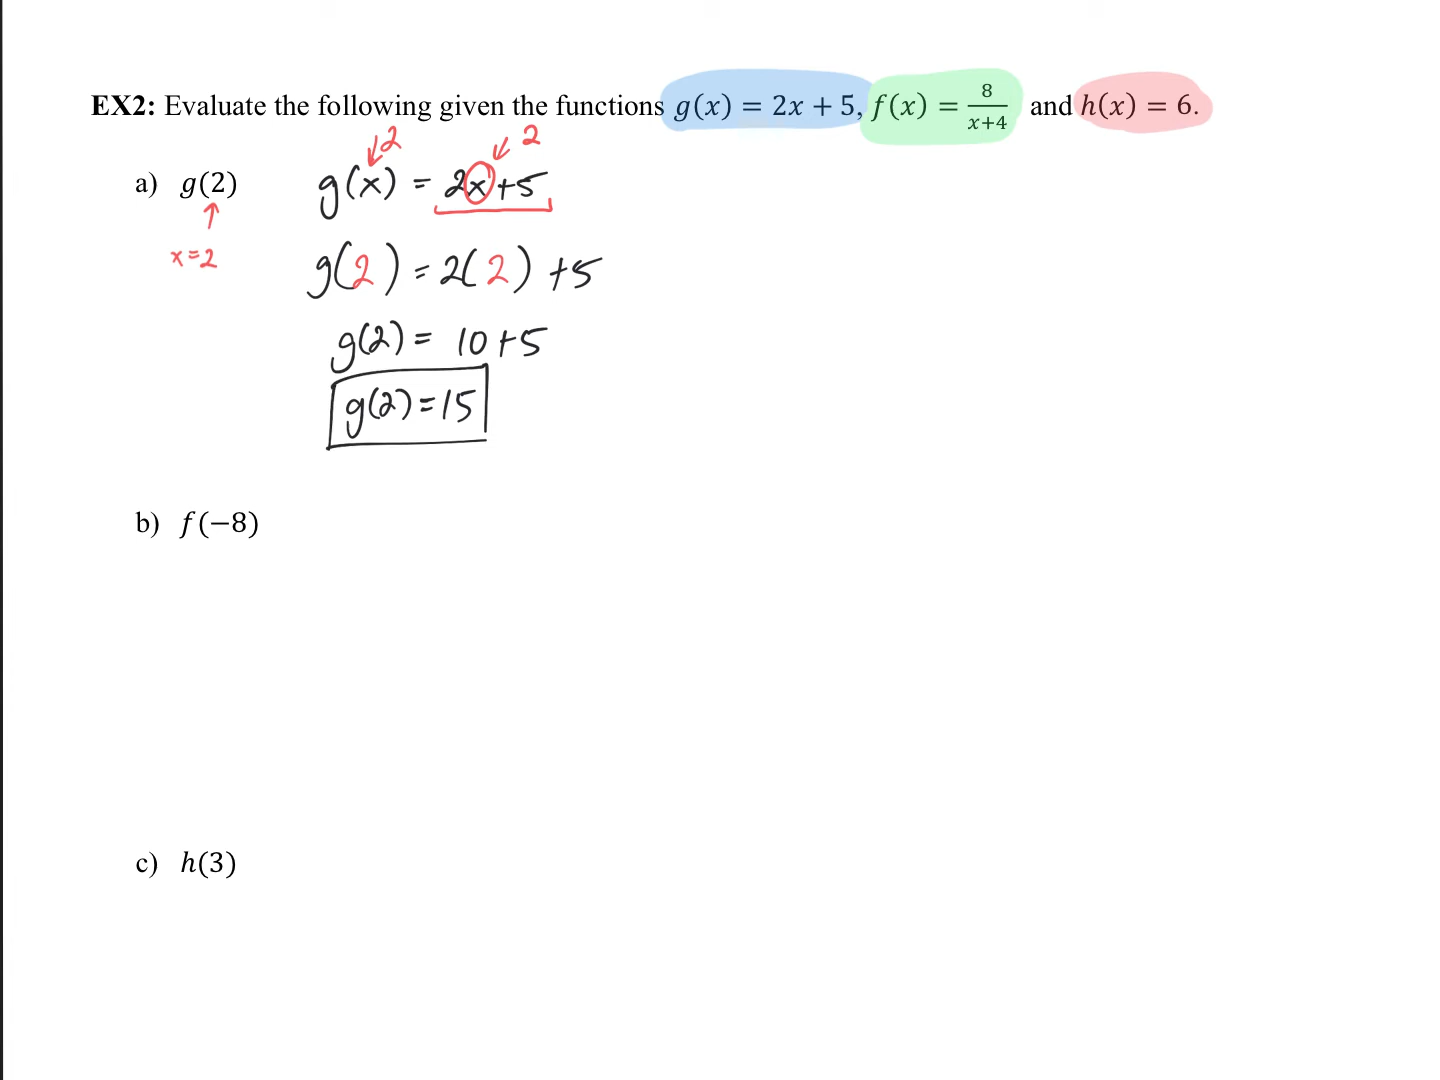 EX2: Evaluate the following given the functions g(x) = 2x + 5, f(x) = 8/(x+4) and h(x) = 6.
2 2
a) g(2) g(x) = 2x+5
x=2
g(2) = 2(2) +5
g(2) = 10+5
g(2)=15
b) f(−8)
c) h(3)